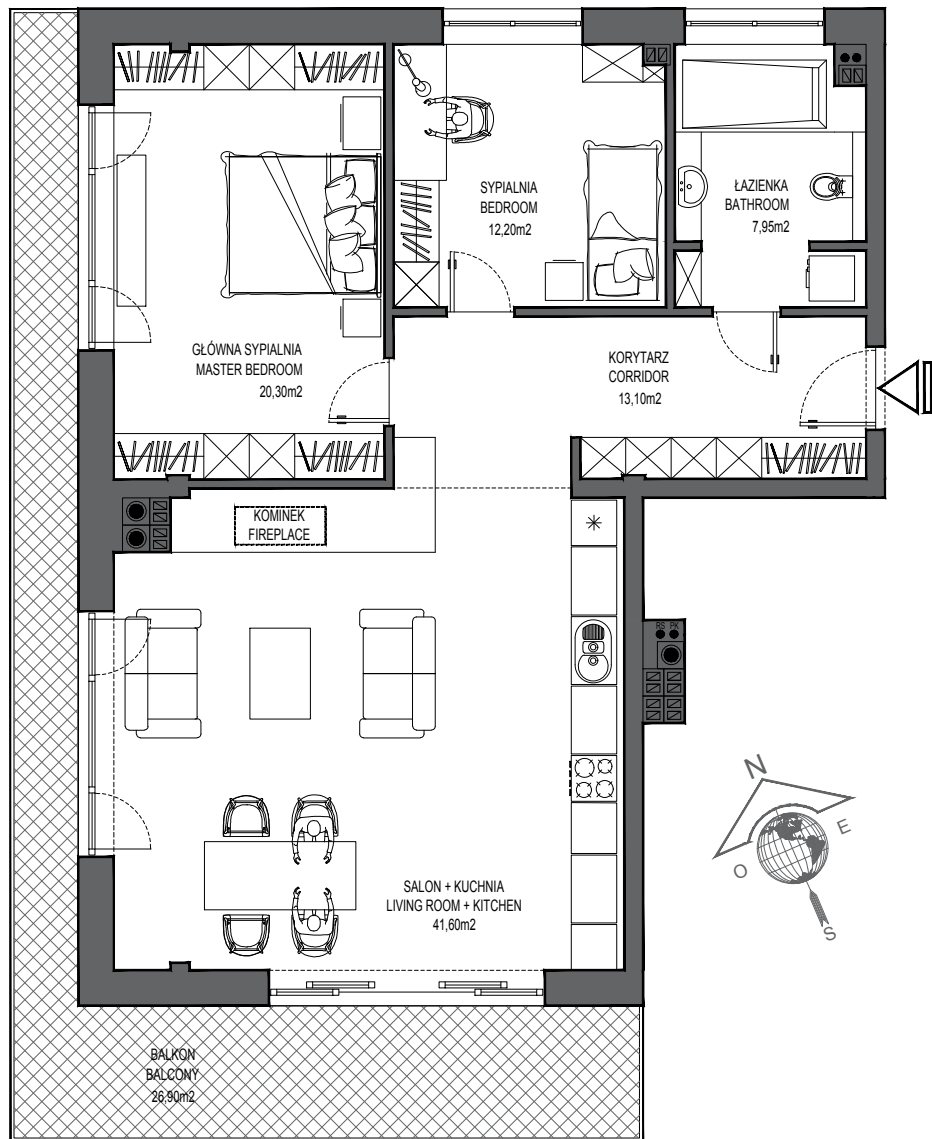 SYPIALNIA
BEDROOM
12,20m2
ŁAZIENKA
BATHROOM
7,95m2
GŁÓWNA SYPIALNIA
MASTER BEDROOM
20,30m2
KORYTARZ
CORRIDOR
13,10m2
KOMINEK
FIREPLACE
RS PK
N
E
O
S
SALON + KUCHNIA
LIVING ROOM + KITCHEN
41,60m2
BALKON
BALCONY
26,90m2